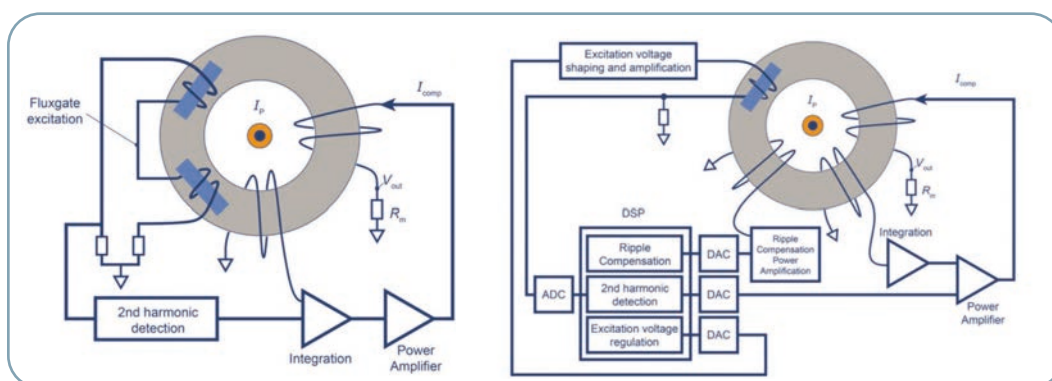 Fluxgate
excitation
I_P
I_comp
V_out
R_m
2nd harmonic
detection
Integration
Power
Amplifier
Excitation voltage
shaping and amplification
I_P
I_comp
V_out
R_m
DSP
Integration
Ripple
Compensation
DAC
Ripple
Compensation
Power
Amplification
ADC
2nd harmonic
detection
DAC
Power
Amplifier
Excitation voltage
regulation
DAC